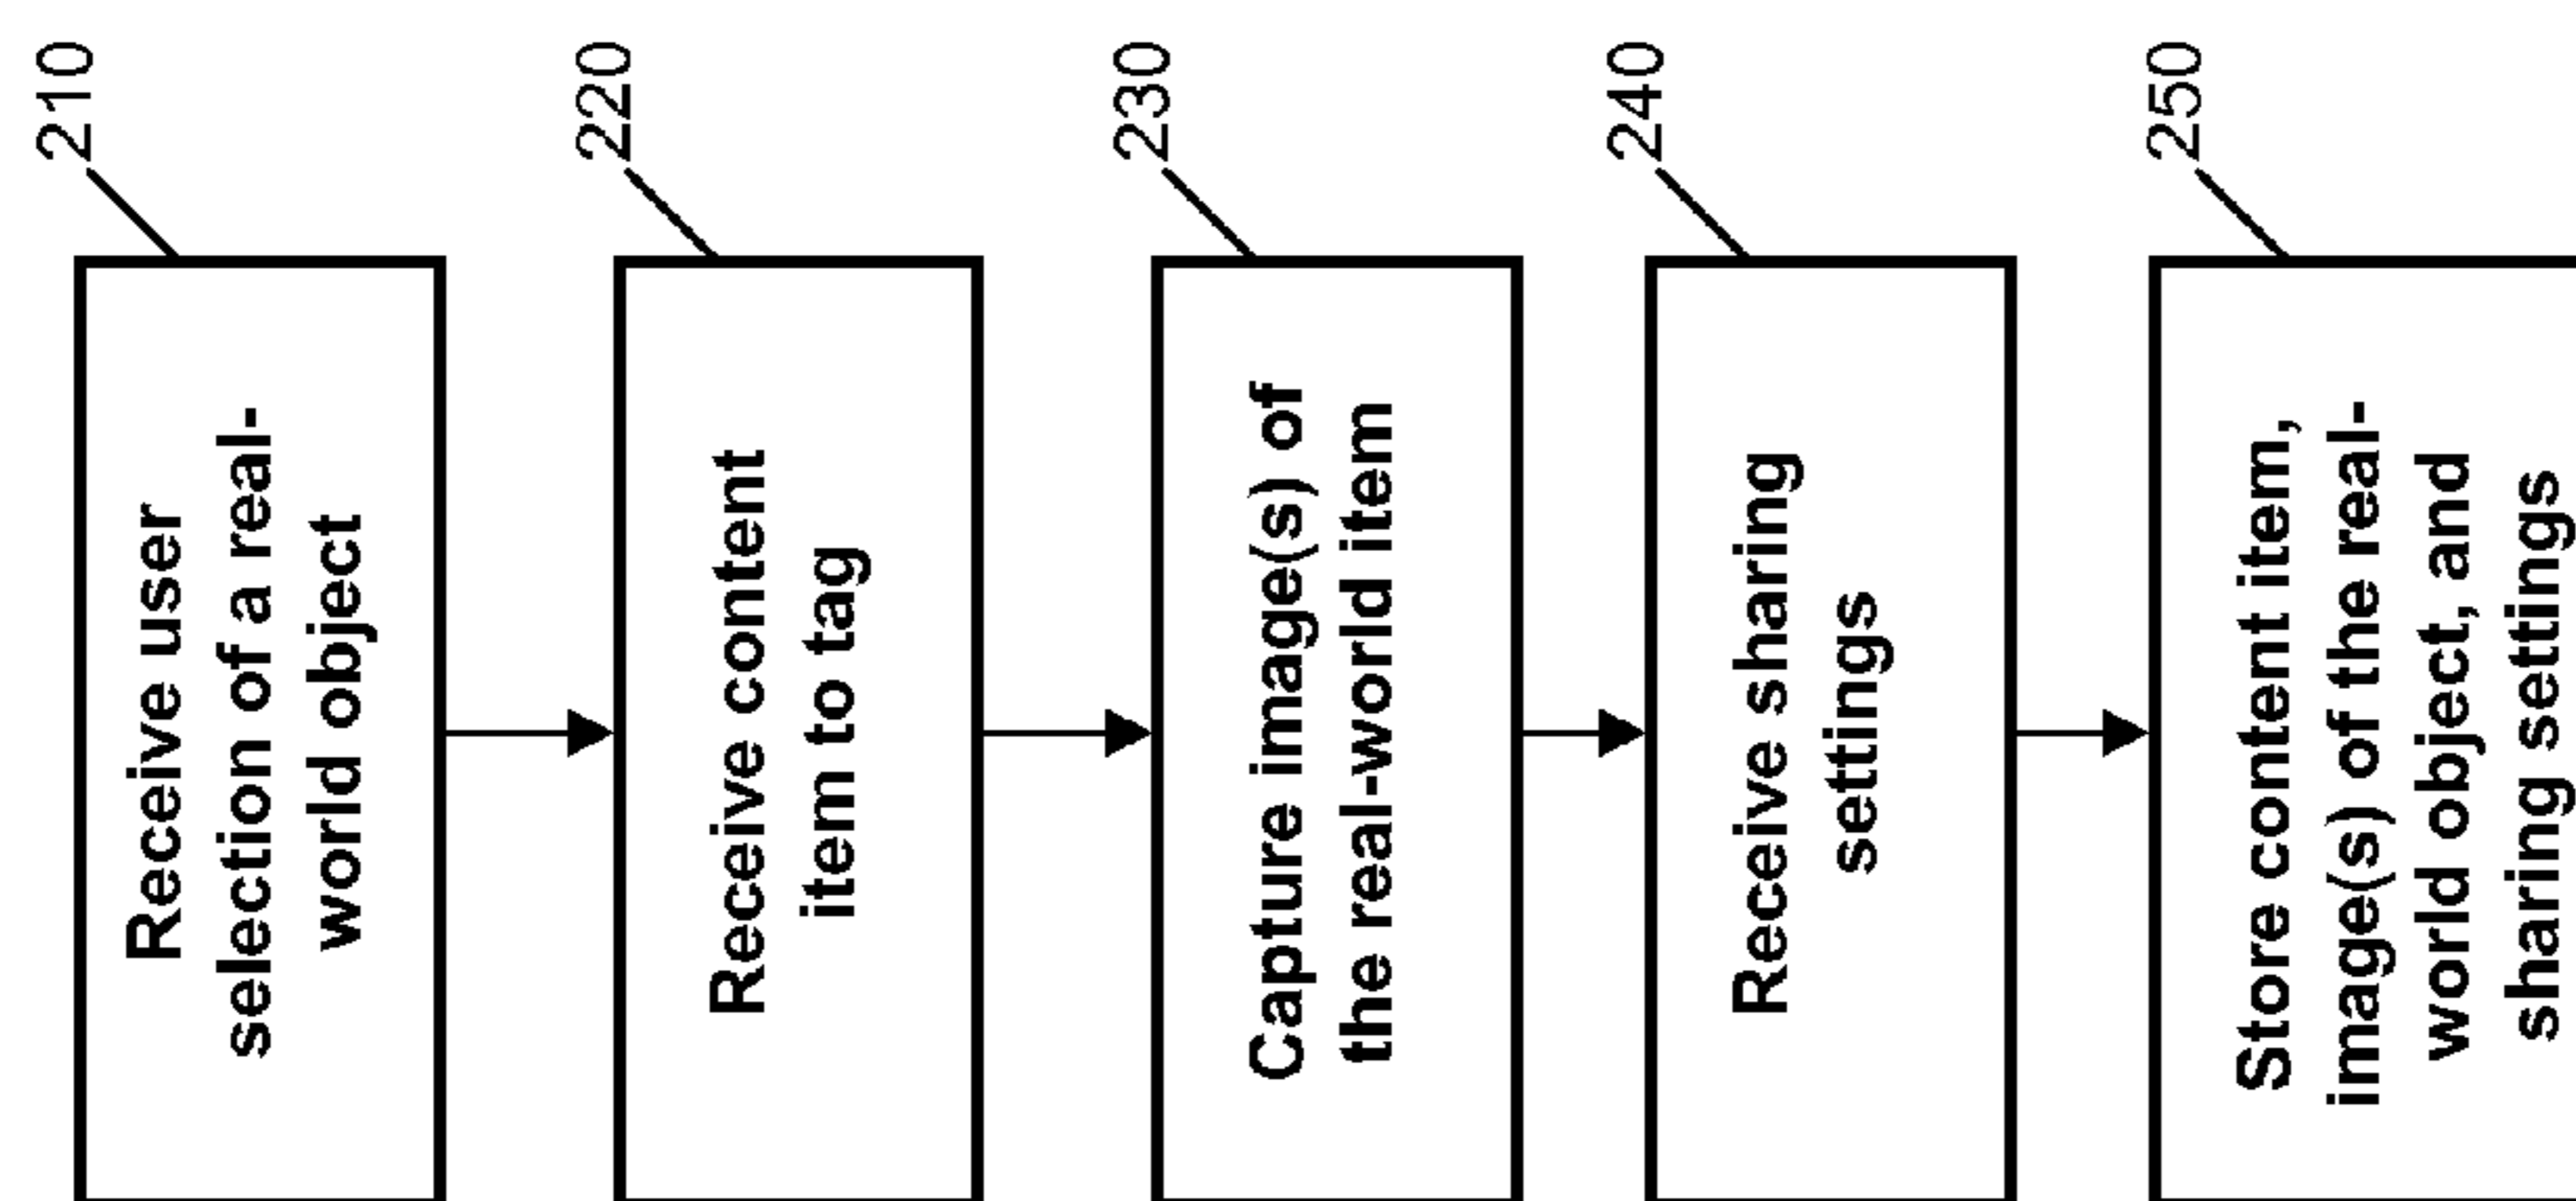 210
Receive user
selection of a real-
world object
220
Receive content
item to tag
230
Capture image(s) of
the real-world item
240
Receive sharing
settings
250
Store content item,
image(s) of the real-
world object, and
sharing settings